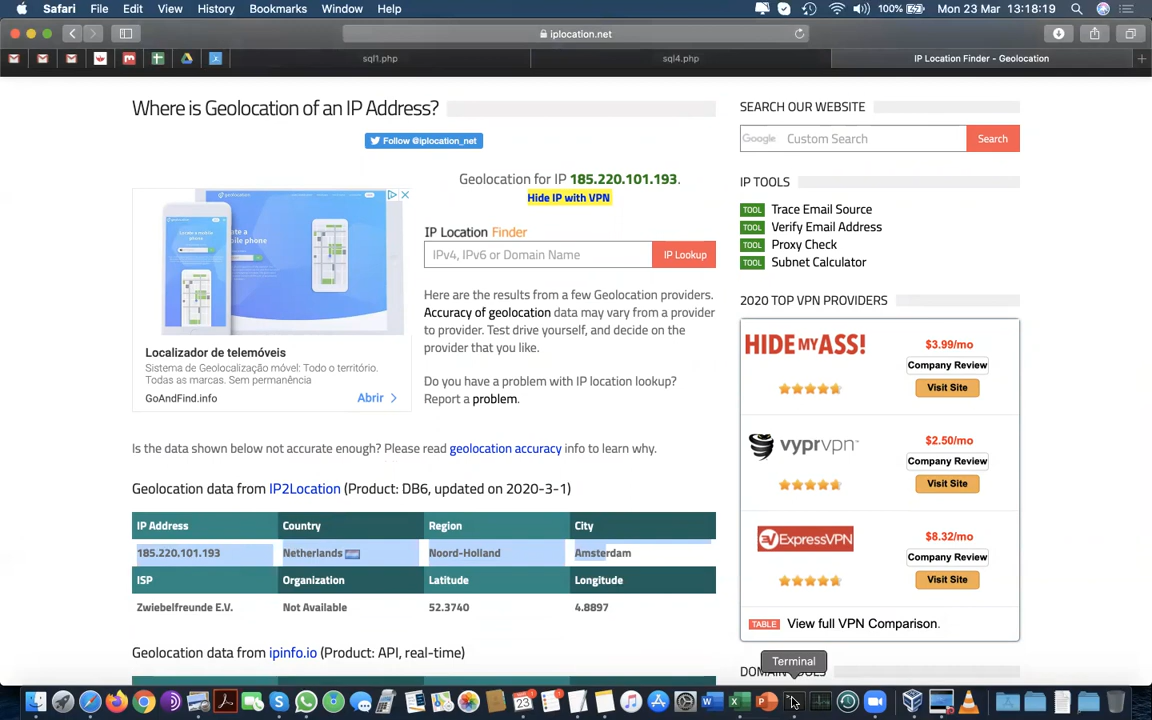 Safari File Edit View History Bookmarks Window Help 100% Mon 23 Mar 13:18:19
iplocation.net
sql1.php sql4.php IP Location Finder - Geolocation
Where is Geolocation of an IP Address?
Follow @iplocation_net
Geolocation for IP 185.220.101.193.
Hide IP with VPN
IP Location Finder
IPv4, IPv6 or Domain Name IP Lookup
Here are the results from a few Geolocation providers.
Accuracy of geolocation data may vary from a provider
to provider. Test drive yourself, and decide on the
provider that you like.
Do you have a problem with IP location lookup?
Report a problem.
Localizador de telemóveis
Sistema de Geolocalização móvel: Todo o território.
Todas as marcas. Sem permanência
GoAndFind.info Abrir
Is the data shown below not accurate enough? Please read geolocation accuracy info to learn why.
Geolocation data from IP2Location (Product: DB6, updated on 2020-3-1)
IP Address Country Region City
185.220.101.193 Netherlands Noord-Holland Amsterdam
ISP Organization Latitude Longitude
Zwiebelfreunde E.V. Not Available 52.3740 4.8897
Geolocation data from ipinfo.io (Product: API, real-time)
SEARCH OUR WEBSITE
Google Custom Search Search
IP TOOLS
TOOL Trace Email Source
TOOL Verify Email Address
TOOL Proxy Check
TOOL Subnet Calculator
2020 TOP VPN PROVIDERS
HIDE MY ASS! $3.99/mo
Company Review
Visit Site
vyprvpn $2.50/mo
Company Review
Visit Site
ExpressVPN $8.32/mo
Company Review
Visit Site
TABLE View full VPN Comparison.
Terminal